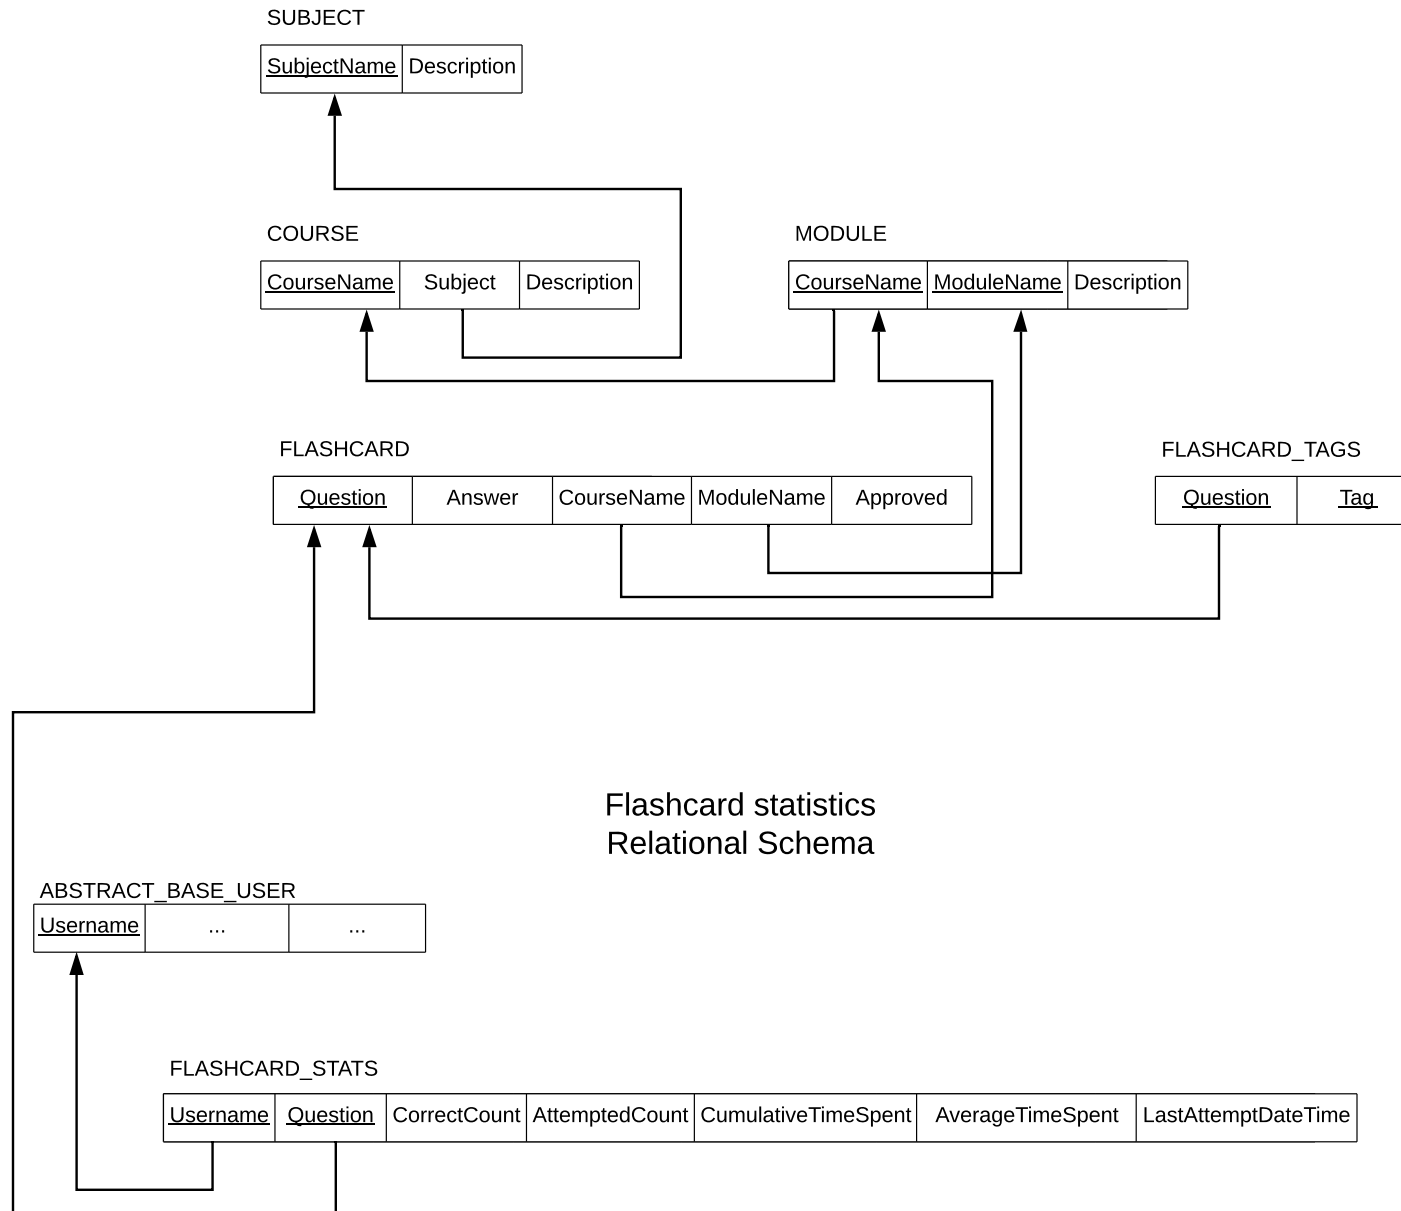 SUBJECT
SubjectName Description
COURSE MODULE
CourseName Subject Description CourseName ModuleName Description
FLASHCARD FLASHCARD_TAGS
Question Answer CourseName ModuleName Approved Question Tag
Flashcard statistics
Relational Schema
ABSTRACT_BASE_USER
Username ... ...
FLASHCARD_STATS
Username Question CorrectCount AttemptedCount CumulativeTimeSpent AverageTimeSpent LastAttemptDateTime